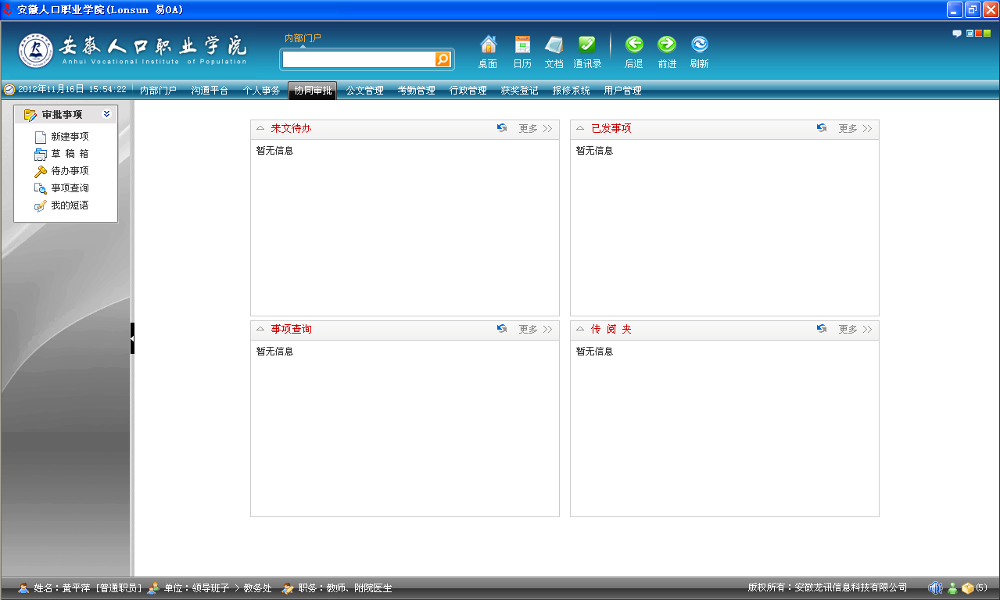 安徽人口职业学院(Lonsun 易OA)
安徽人口职业学院
Anhui Vocational Institute of Population
内部门户
桌面 日历 文档 通讯录 后退 前进 刷新
2012年11月16日 15:54:22 内部门户 沟通平台 个人事务 协同审批 公文管理 考勤管理 行政管理 获奖登记 报修系统 用户管理
审批事项
新建事项
草 稿 箱
待办事项
事项查询
我的短语
来文待办 更多
暂无信息
已发事项 更多
暂无信息
事项查询 更多
暂无信息
传 阅 夹 更多
暂无信息
姓名：黄平萍 [普通职员] 单位：领导班子 > 教务处 职务：教师、附院医生 版权所有：安徽龙讯信息科技有限公司 (5)